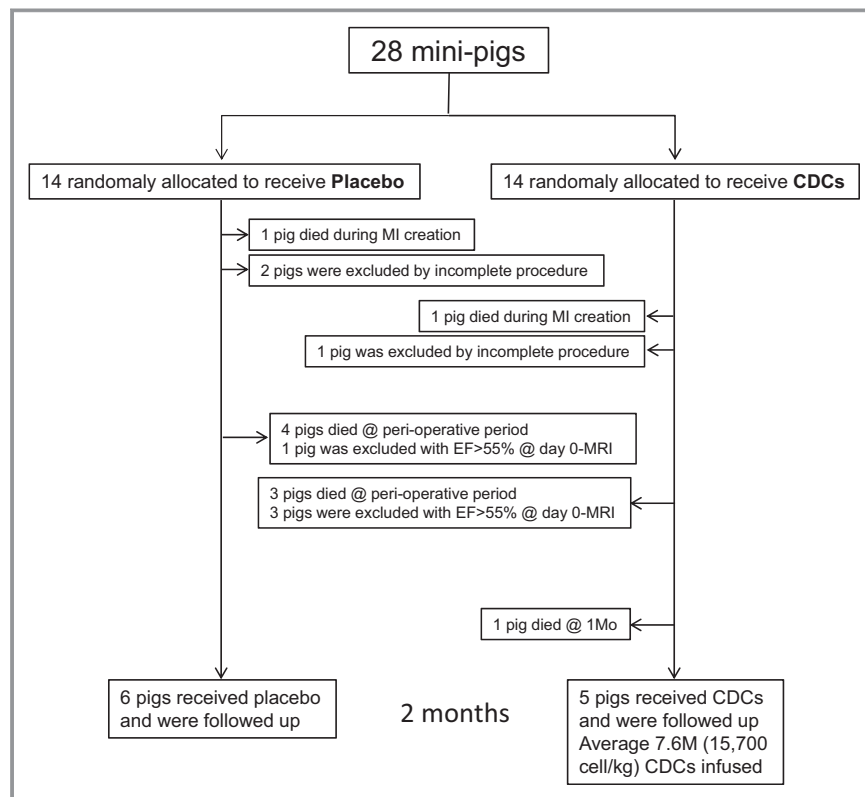 28 mini-pigs
14 randomaly allocated to receive Placebo
14 randomaly allocated to receive CDCs
1 pig died during MI creation
2 pigs were excluded by incomplete procedure
1 pig died during MI creation
1 pig was excluded by incomplete procedure
4 pigs died @ peri-operative period
1 pig was excluded with EF>55% @ day 0-MRI
3 pigs died @ peri-operative period
3 pigs were excluded with EF>55% @ day 0-MRI
1 pig died @ 1Mo
6 pigs received placebo
and were followed up
2 months
5 pigs received CDCs
and were followed up
Average 7.6M (15,700
cell/kg) CDCs infused